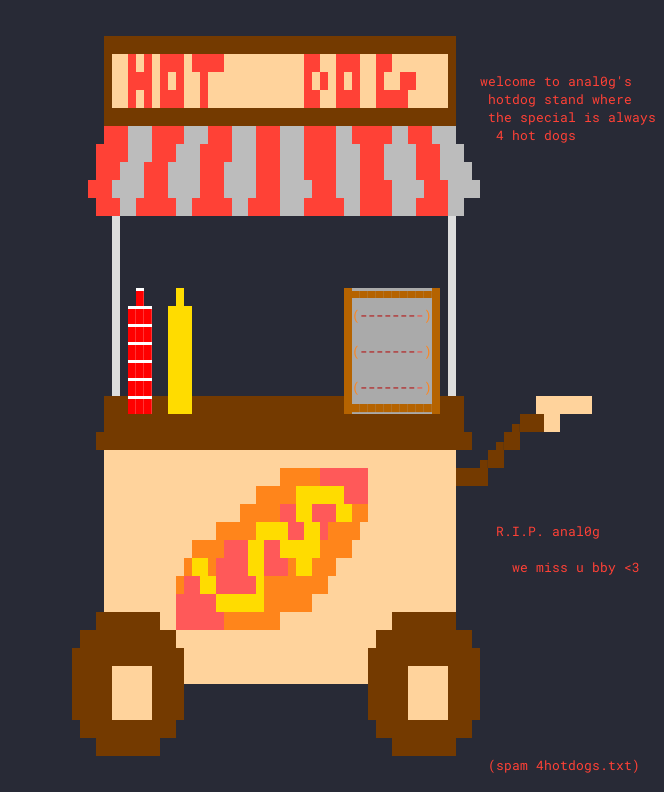 HOT DOG
welcome to anal0g's
hotdog stand where
the special is always
4 hot dogs
R.I.P. anal0g
we miss u bby <3
(spam 4hotdogs.txt)